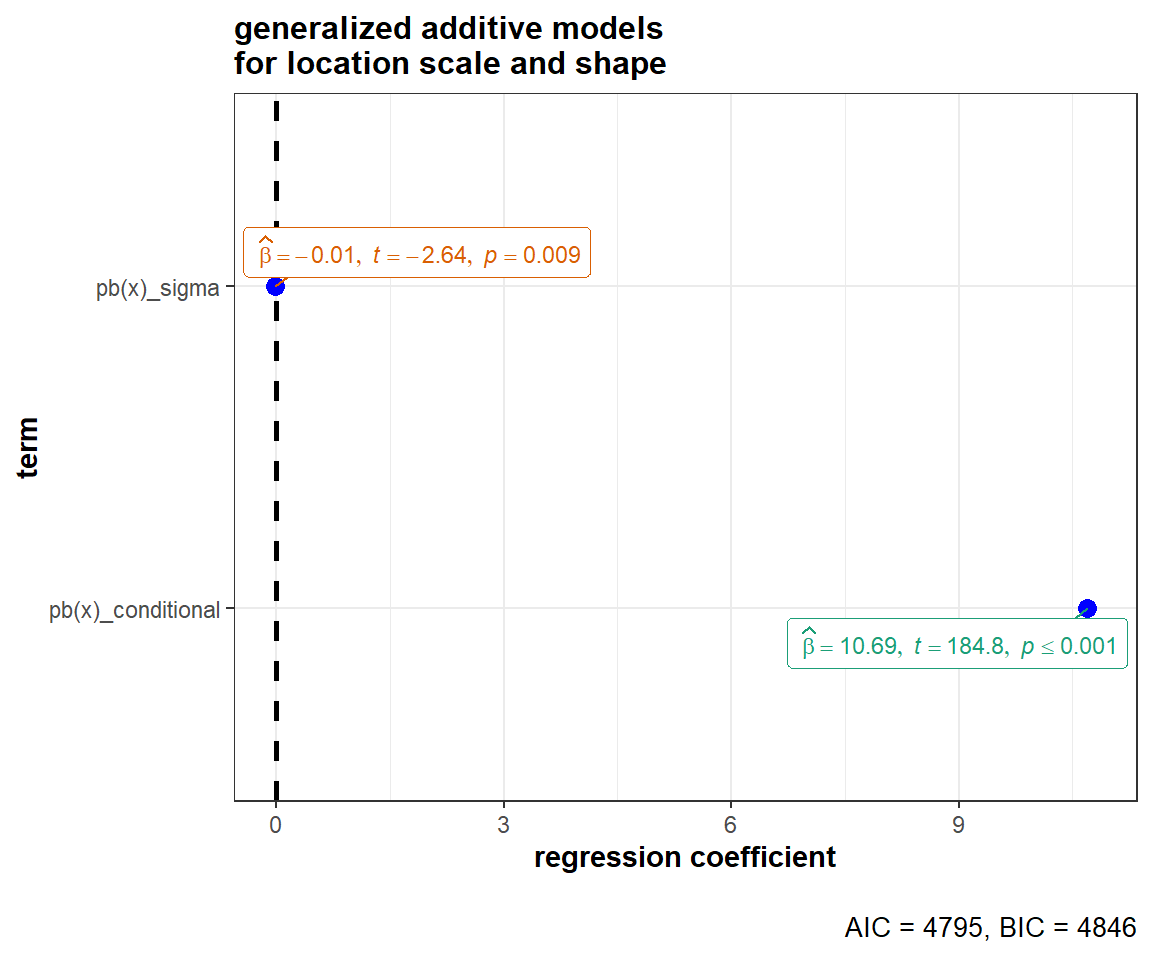 generalized additive models
for location scale and shape
β̂ = −0.01, t = −2.64, p = 0.009
pb(x)_sigma
term
pb(x)_conditional
β̂ = 10.69, t = 184.8, p ≤ 0.001
0 3 6 9
regression coefficient
AIC = 4795, BIC = 4846